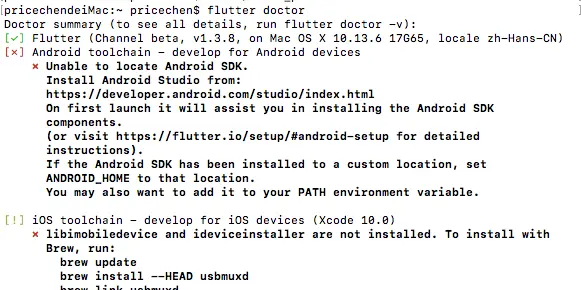 [pricechendeiMac:~ pricechen$ flutter doctor
Doctor summary (to see all details, run flutter doctor -v):
[✓] Flutter (Channel beta, v1.3.8, on Mac OS X 10.13.6 17G65, locale zh-Hans-CN)
[✗] Android toolchain - develop for Android devices
✗ Unable to locate Android SDK.
Install Android Studio from:
https://developer.android.com/studio/index.html
On first launch it will assist you in installing the Android SDK
components.
(or visit https://flutter.io/setup/#android-setup for detailed
instructions).
If the Android SDK has been installed to a custom location, set
ANDROID_HOME to that location.
You may also want to add it to your PATH environment variable.
[!] iOS toolchain - develop for iOS devices (Xcode 10.0)
✗ libimobiledevice and ideviceinstaller are not installed. To install with
Brew, run:
brew update
brew install --HEAD usbmuxd
brew link usbmuxd